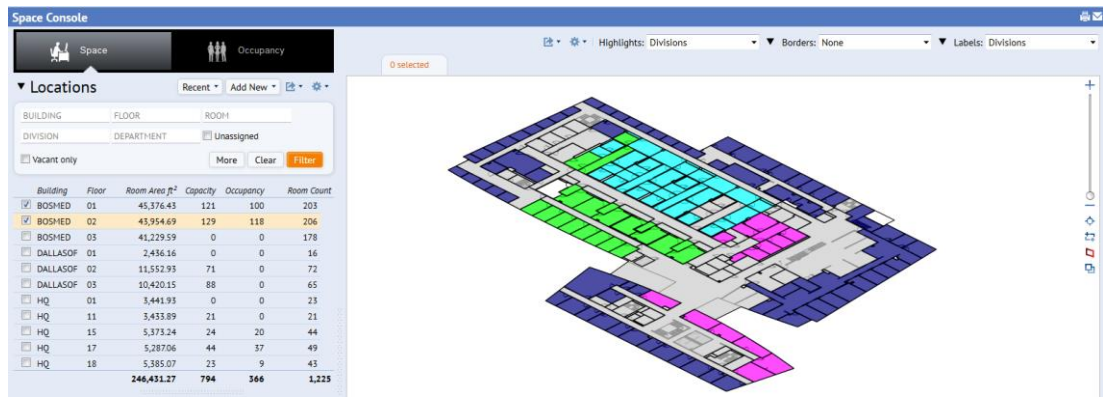 Space Console
Space
Occupancy
Highlights: Divisions
Borders: None
Labels: Divisions
0 selected
Locations
Recent
Add New
BUILDING FLOOR ROOM
DIVISION DEPARTMENT Unassigned
Vacant only More Clear Filter
Building Floor Room Area ft² Capacity Occupancy Room Count
BOSMED 01 45,376.43 121 100 203
BOSMED 02 43,954.69 129 118 206
BOSMED 03 41,229.59 0 0 178
DALLASOF 01 2,436.16 0 0 16
DALLASOF 02 11,552.93 71 0 72
DALLASOF 03 10,420.15 88 0 65
HQ 01 3,441.93 0 0 23
HQ 11 3,433.89 21 0 21
HQ 15 5,373.24 24 20 44
HQ 17 5,287.06 44 37 49
HQ 18 5,385.07 23 9 43
246,431.27 794 366 1,225